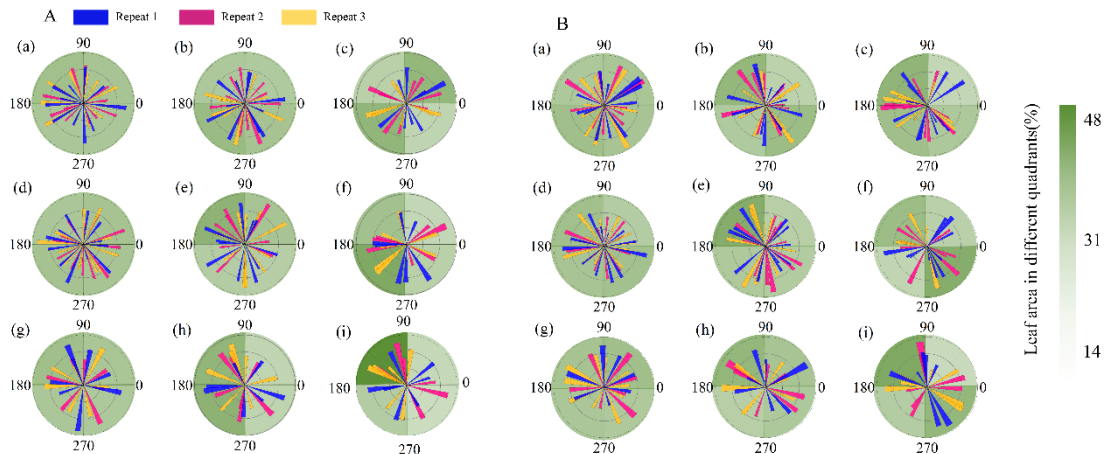 A Repeat 1 Repeat 2 Repeat 3 B
(a) 90 (b) 90 (c) 90 (a) 90 (b) 90 (c) 90
180 0 180 0 180 0 180 0 180 0 180 0
270 270 270 270 270 270
(d) 90 (e) 90 (f) 90 (d) 90 (e) 90 (f) 90
180 0 180 0 180 0 180 0 180 0 180 0
270 270 270 270 270 270
(g) 90 (h) 90 (i) 90 (g) 90 (h) 90 (i) 90
180 0 180 0 180 0 180 0 180 0 180 0
270 270 270 270 270 270
Leaf area in different quadrants(%)
48
31
14